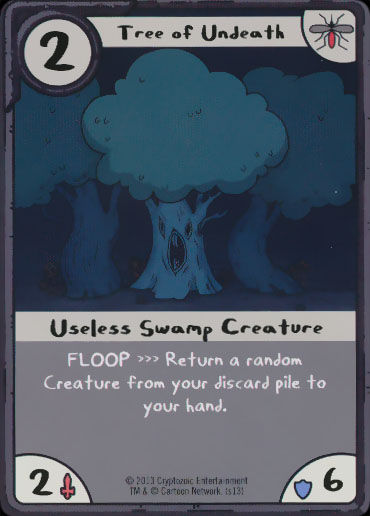 2
Tree of Undeath
Useless Swamp Creature
FLOOP >>> Return a random
Creature from your discard pile to
your hand.
2
© 2013 Cryptozoic Entertainment
TM & © Cartoon Network. (s13)
6